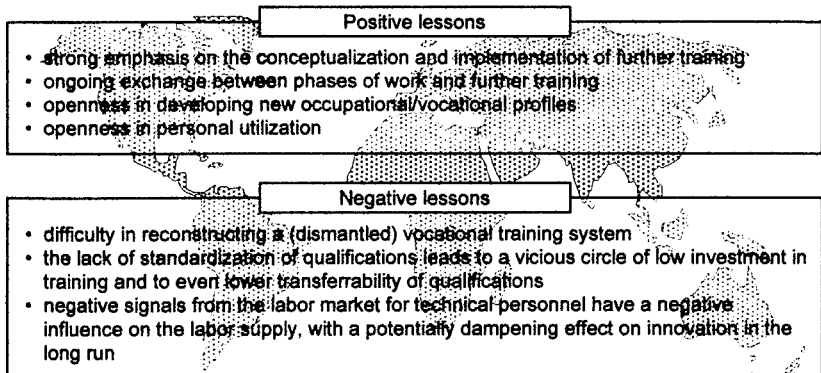 Positive lessons
• strong emphasis on the conceptualization and implementation of further training
• ongoing exchange between phases of work and further training
• openness in developing new occupational/vocational profiles
• openness in personal utilization
Negative lessons
• difficulty in reconstructing a (dismantled) vocational training system
• the lack of standardization of qualifications leads to a vicious circle of low investment in
training and to even lower transferrability of qualifications
• negative signals from the labor market for technical personnel have a negative
influence on the labor supply, with a potentially dampening effect on innovation in the
long run